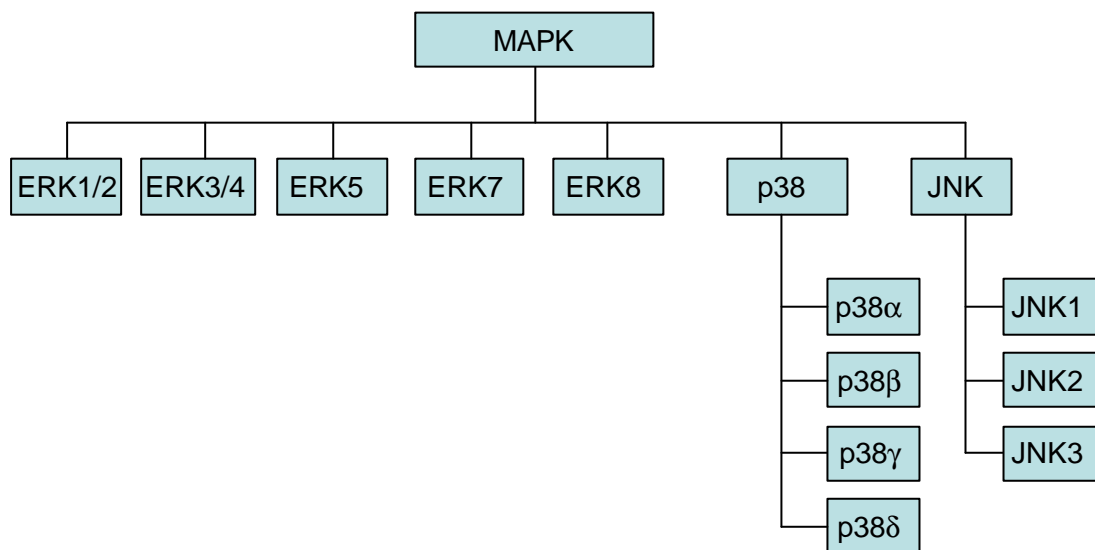 MAPK
ERK1/2
ERK3/4
ERK5
ERK7
ERK8
p38
JNK
p38α
JNK1
p38β
JNK2
p38γ
JNK3
p38δ